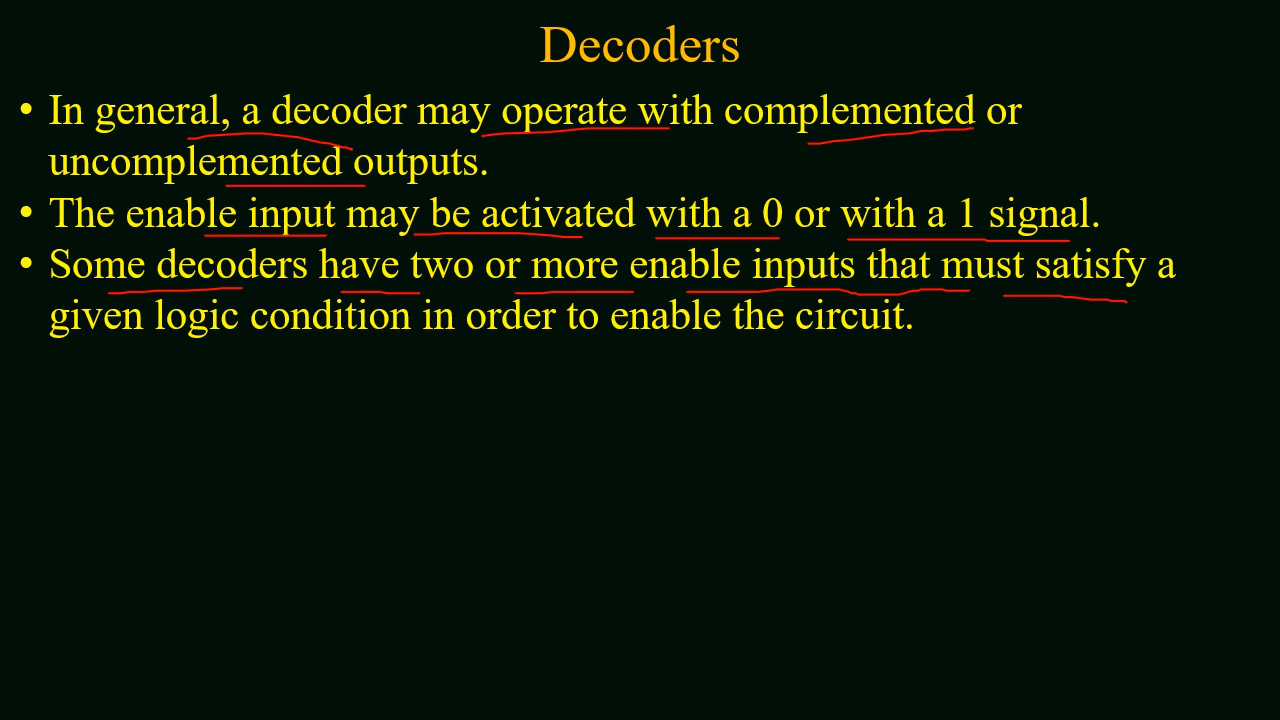 Decoders
• In general, a decoder may operate with complemented or
uncomplemented outputs.
• The enable input may be activated with a 0 or with a 1 signal.
• Some decoders have two or more enable inputs that must satisfy a
given logic condition in order to enable the circuit.